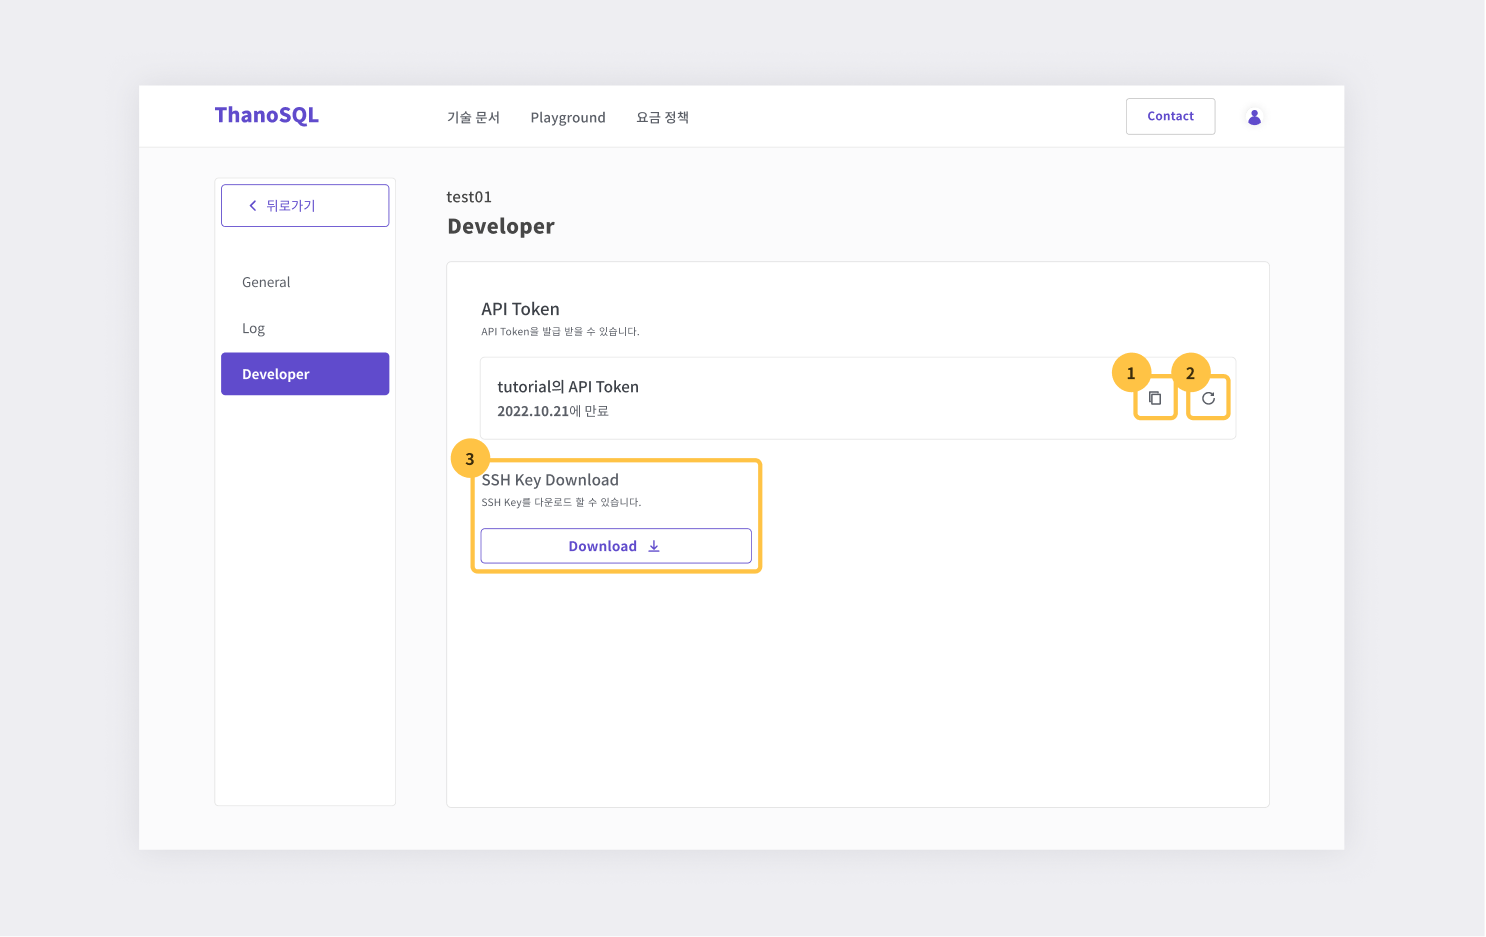 ThanoSQL
기술 문서
Playground
요금 정책
Contact
뒤로가기
General
Log
Developer
test01
Developer
API Token
API Token을 발급 받을 수 있습니다.
tutorial의 API Token
2022.10.21에 만료
1
2
3
SSH Key Download
SSH Key를 다운로드 할 수 있습니다.
Download